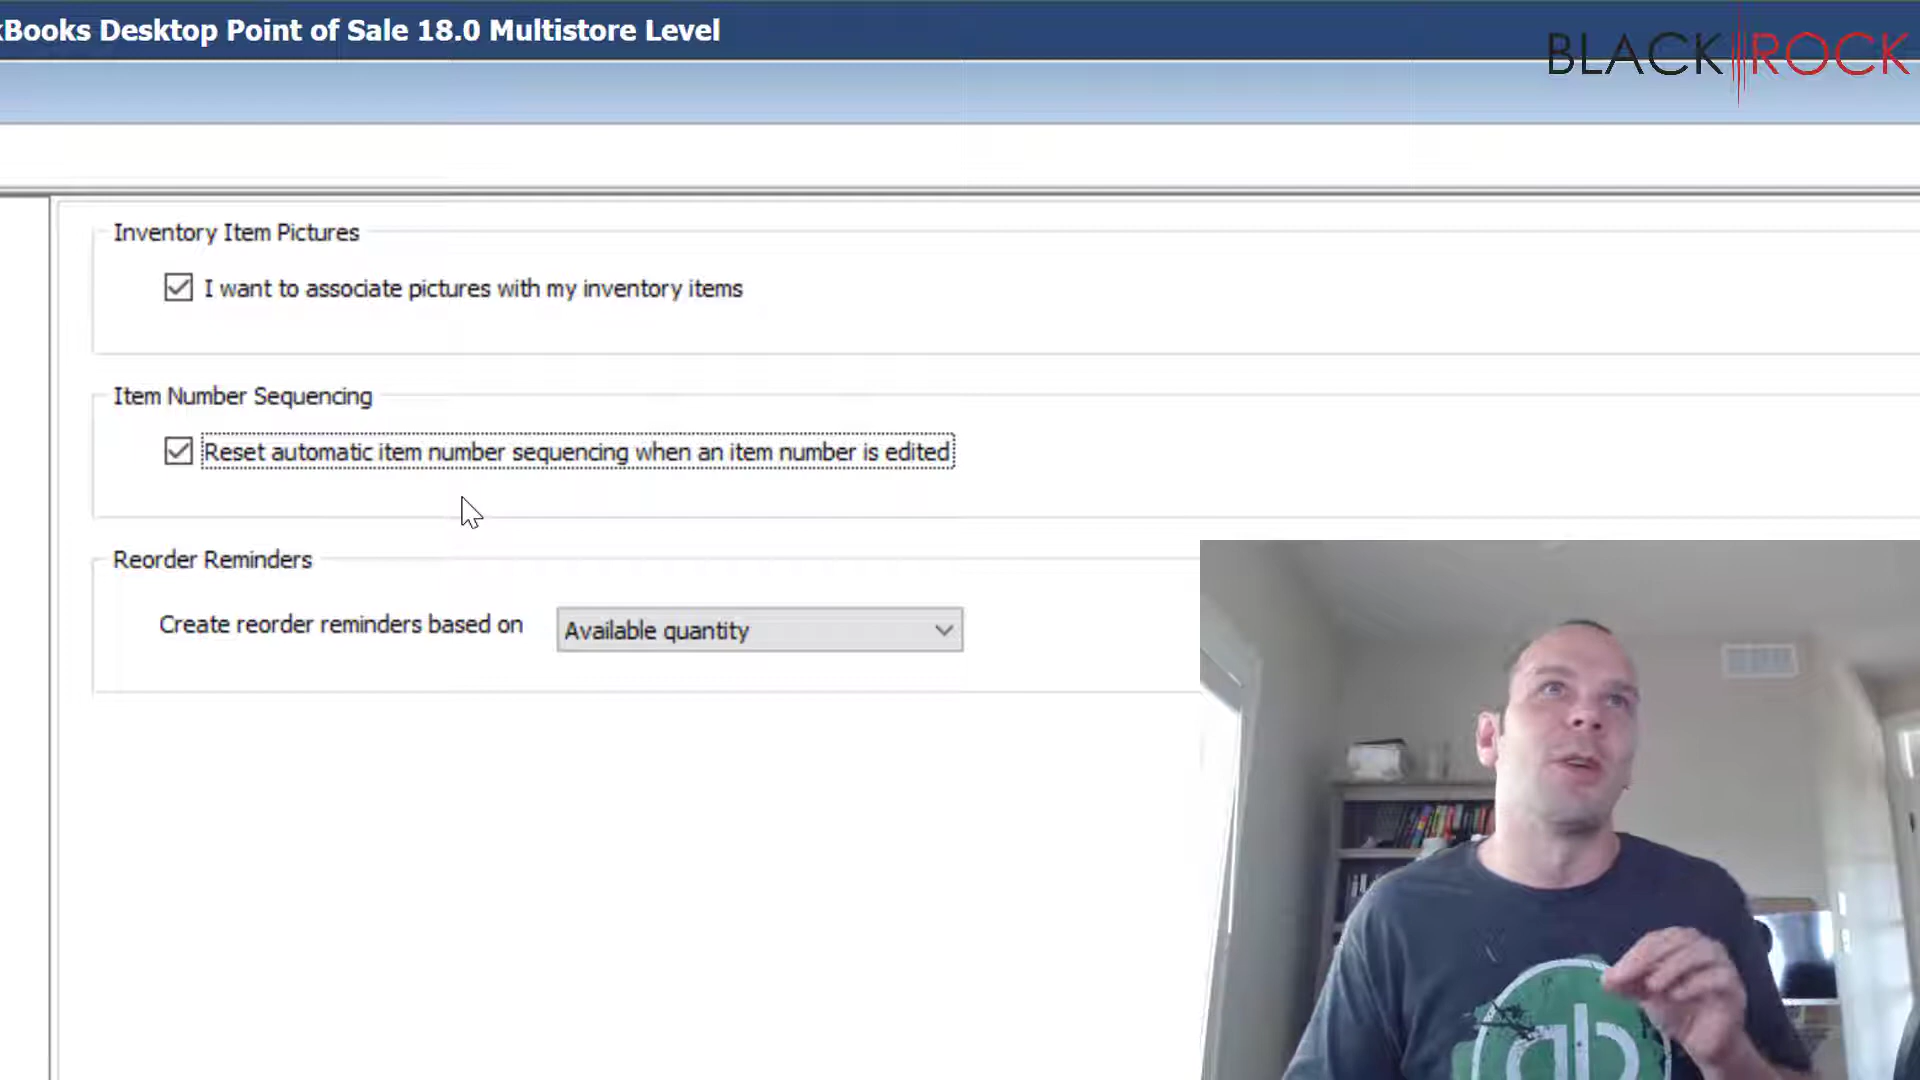 kBooks Desktop Point of Sale 18.0 Multistore Level
BLACK ROCK
Inventory Item Pictures
I want to associate pictures with my inventory items
Item Number Sequencing
Reset automatic item number sequencing when an item number is edited
Reorder Reminders
Create reorder reminders based on
Available quantity
qb